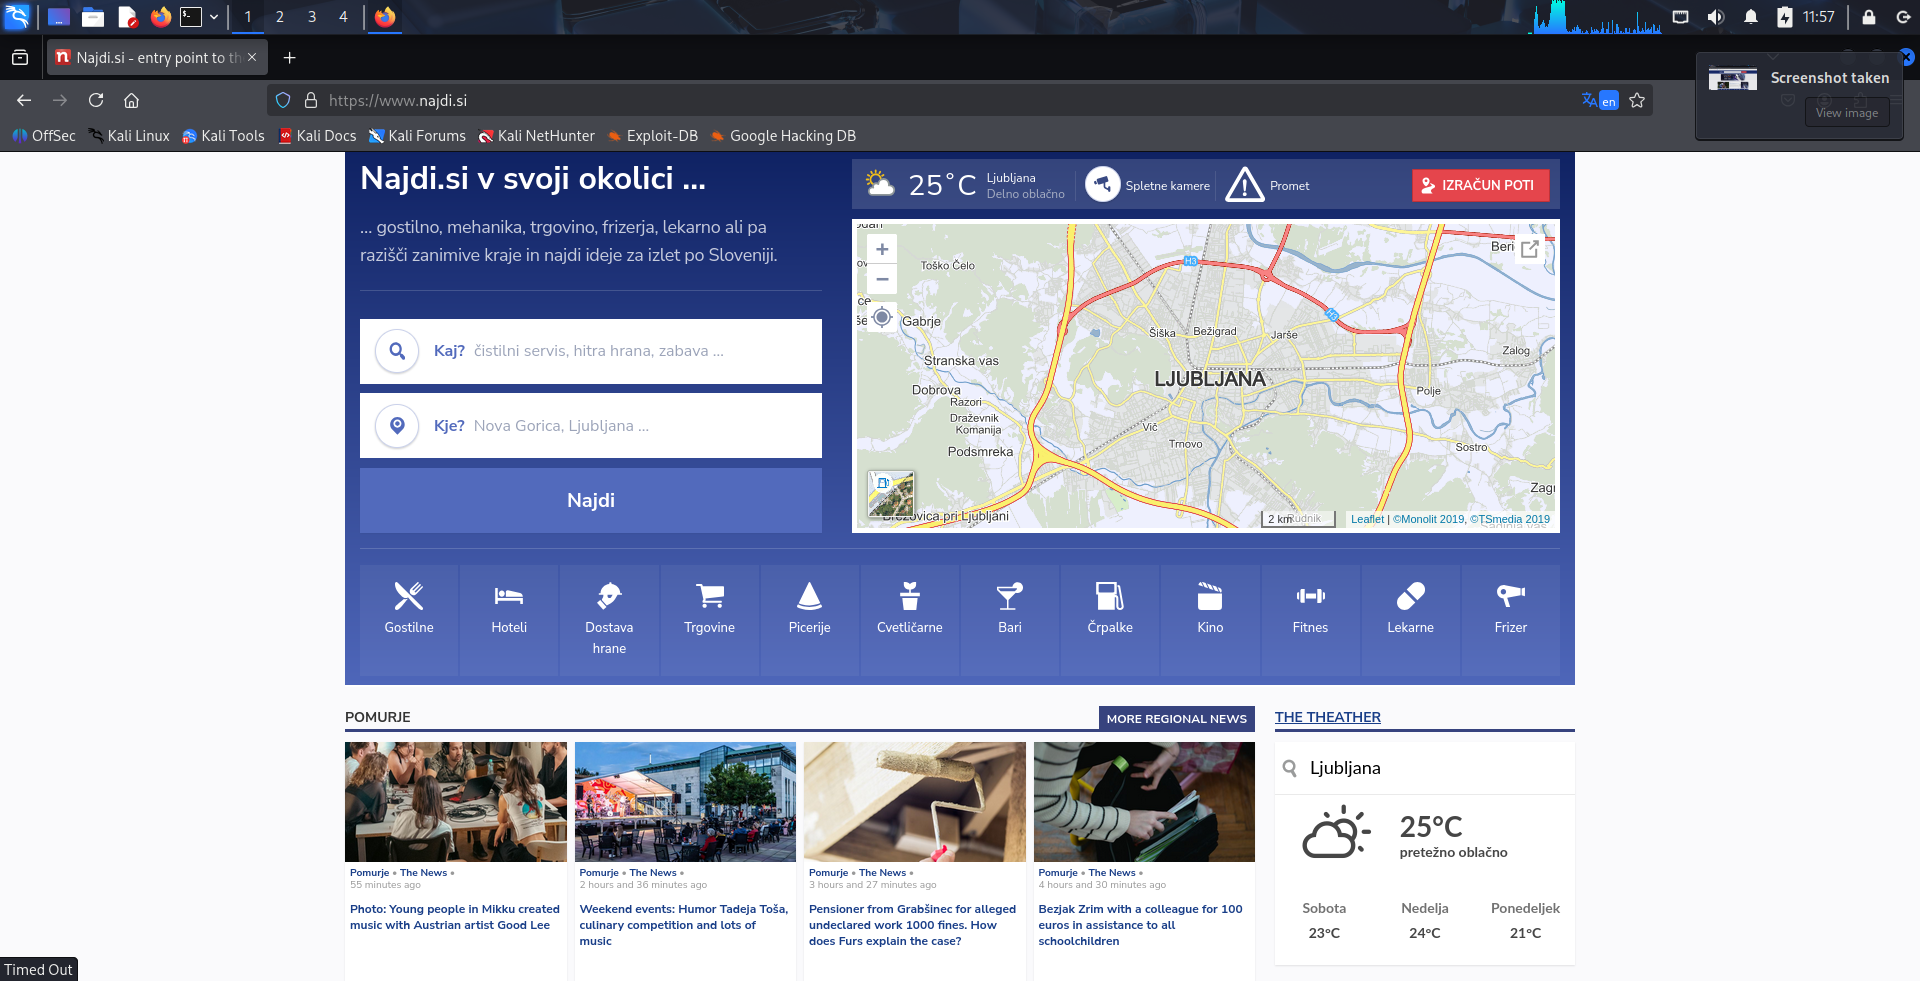 1 2 3 4
11:57
Najdi.si - entry point to th
https://www.najdi.si
en
Screenshot taken
View image
OffSec Kali Linux Kali Tools Kali Docs Kali Forums Kali NetHunter Exploit-DB Google Hacking DB
Najdi.si v svoji okolici ...
... gostilno, mehanika, trgovino, frizerja, lekarno ali pa
razišči zanimive kraje in najdi ideje za izlet po Sloveniji.
Kaj? čistilni servis, hitra hrana, zabava ...
Kje? Nova Gorica, Ljubljana ...
Najdi
25°C
Ljubljana
Delno oblačno
Spletne kamere
Promet
IZRAČUN POTI
+
−
Toško Čelo
H3
Gabrje
Šiška
Bežigrad
Jarše
H3
Zalog
Stranska vas
LJUBLJANA
Dobrova
Polje
Razori
Draževnik
Komanija
Vič
Trnovo
Podsmreka
Sostro
Brezovica pri Ljubljani
2 km
Rudnik
Leaflet | ©Monolit 2019, ©TSmedia 2019
Gostilne
Hoteli
Dostava
hrane
Trgovine
Picerije
Cvetličarne
Bari
Črpalke
Kino
Fitnes
Lekarne
Frizer
POMURJE
MORE REGIONAL NEWS
Pomurje • The News •
55 minutes ago
Photo: Young people in Mikku created
music with Austrian artist Good Lee
Pomurje • The News •
2 hours and 36 minutes ago
Weekend events: Humor Tadeja Toša,
culinary competition and lots of
music
Pomurje • The News •
3 hours and 27 minutes ago
Pensioner from Grabšinec for alleged
undeclared work 1000 fines. How
does Furs explain the case?
Pomurje • The News •
4 hours and 30 minutes ago
Bezjak Zrim with a colleague for 100
euros in assistance to all
schoolchildren
THE THEATHER
Ljubljana
25°C
pretežno oblačno
Sobota Nedelja Ponedeljek
23°C 24°C 21°C
Timed Out